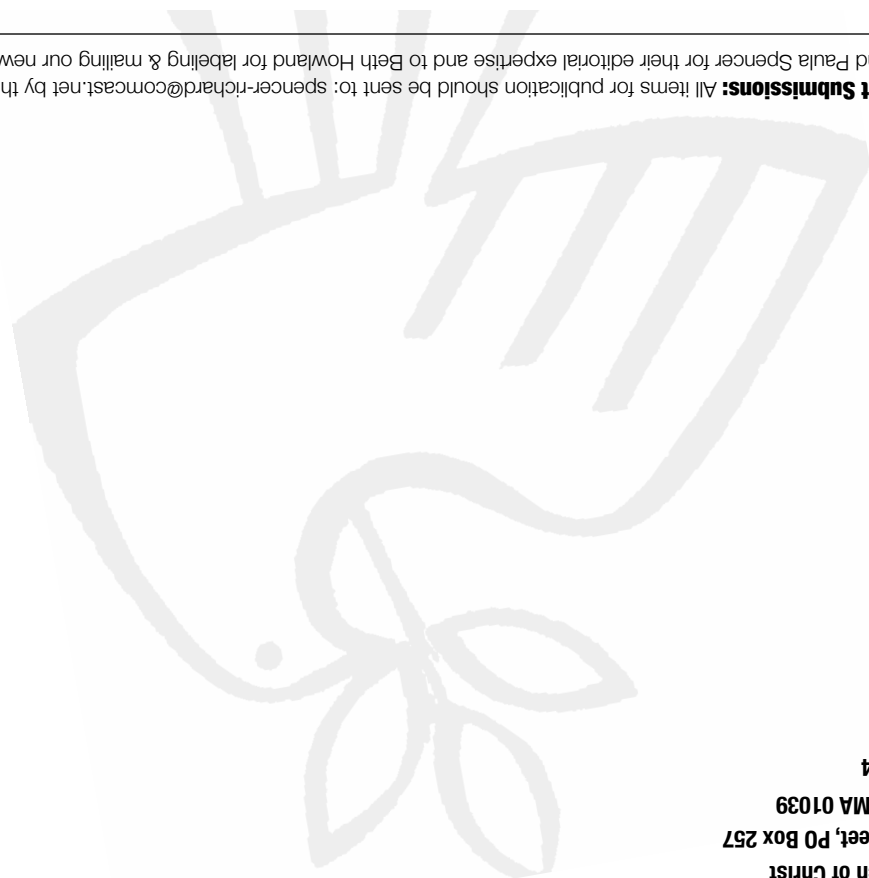 h of Christ
eet, PO Box 257
MA 01039
4
t Submissions: All items for publication should be sent to: spencer-richard@comcast.net by th
d Paula Spencer for their editorial expertise and to Beth Howland for labeling & mailing our new